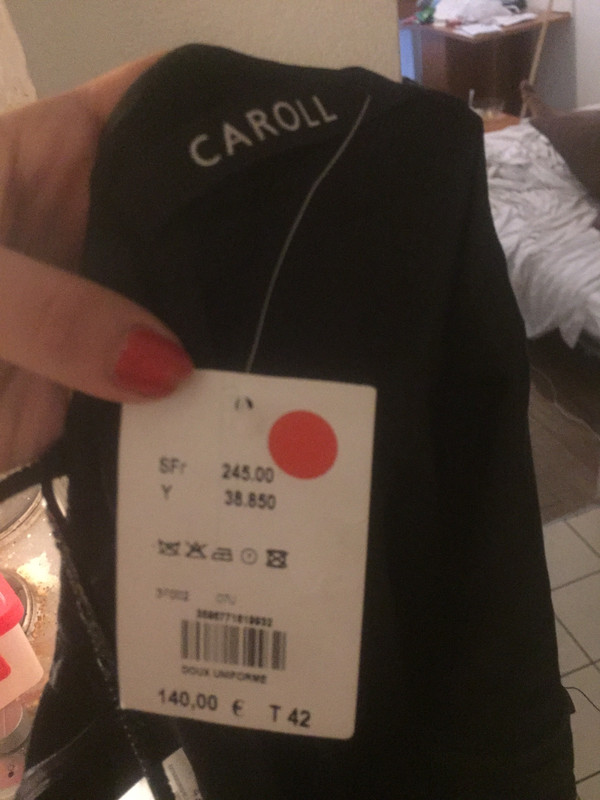 CAROLL
SFr 245.00
Y 38.850
DOUX UNIFORME
140,00 € T 42